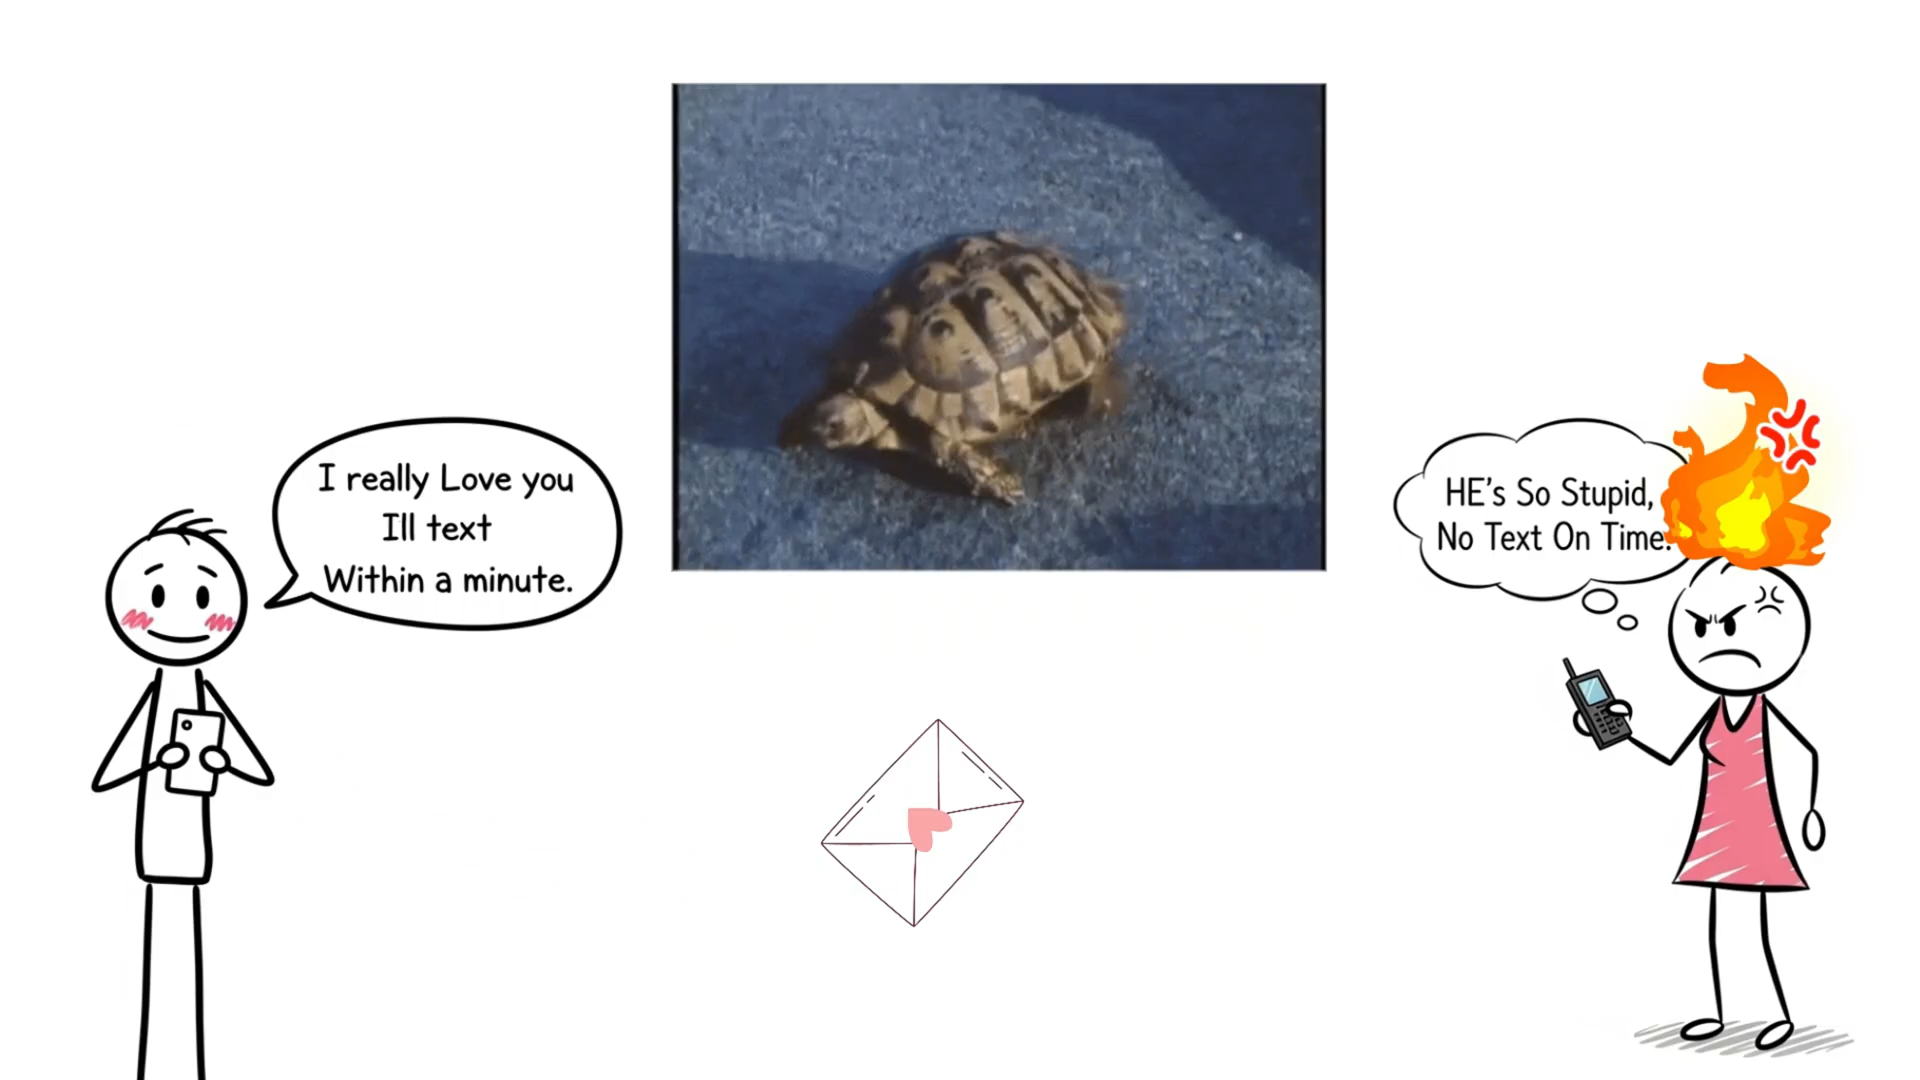 I really Love you
Ill text
Within a minute.
HE's So Stupid,
No Text On Time.